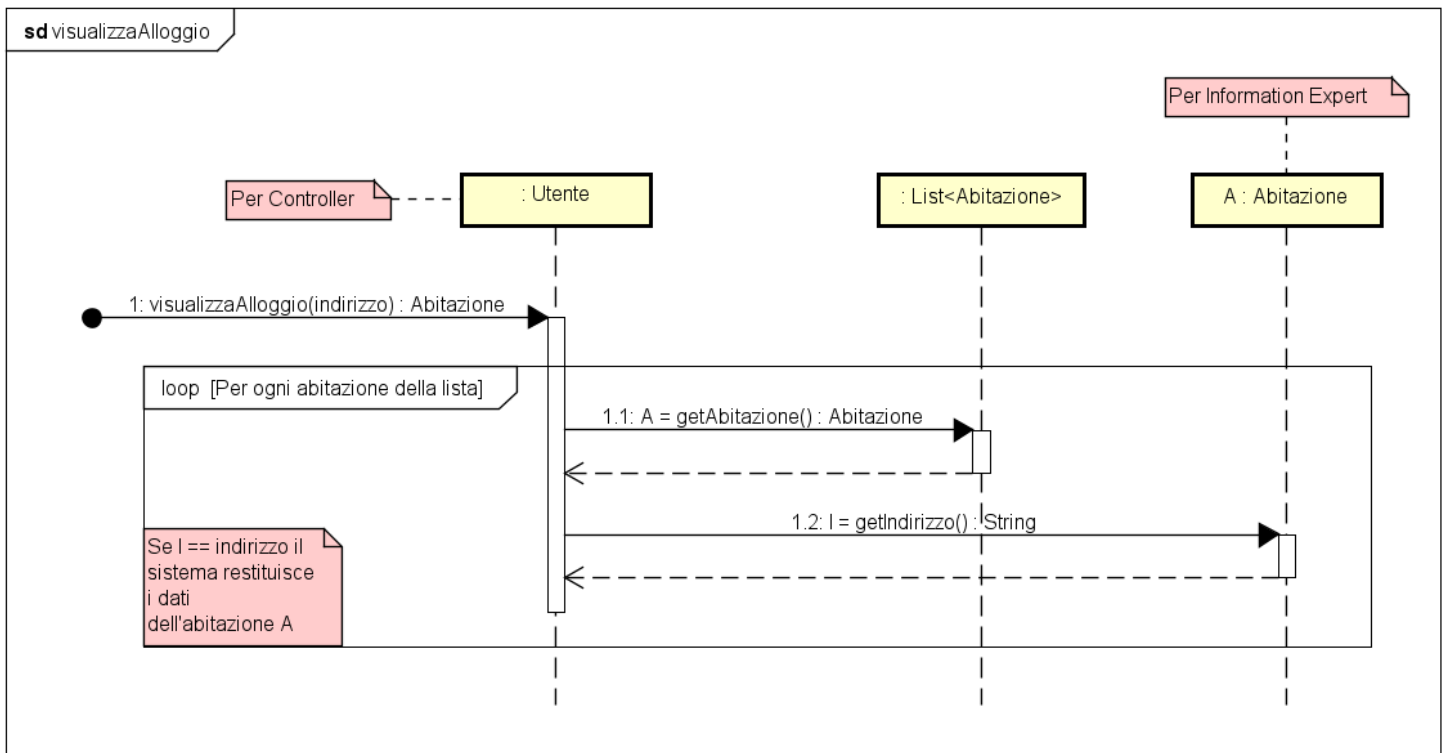 sd visualizzaAlloggio
Per Information Expert
Per Controller
: Utente
: List<Abitazione>
A : Abitazione
1: visualizzaAlloggio(indirizzo) : Abitazione
loop [Per ogni abitazione della lista]
1.1: A = getAbitazione() : Abitazione
1.2: I = getIndirizzo() : String
Se I == indirizzo il
sistema restituisce
i dati
dell'abitazione A